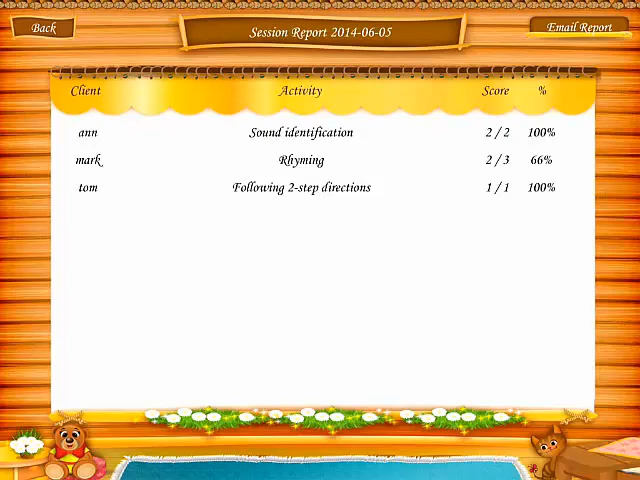 Back
Session Report 2014-06-05
Email Report
Client Activity Score %
ann Sound identification 2 / 2 100%
mark Rhyming 2 / 3 66%
tom Following 2-step directions 1 / 1 100%